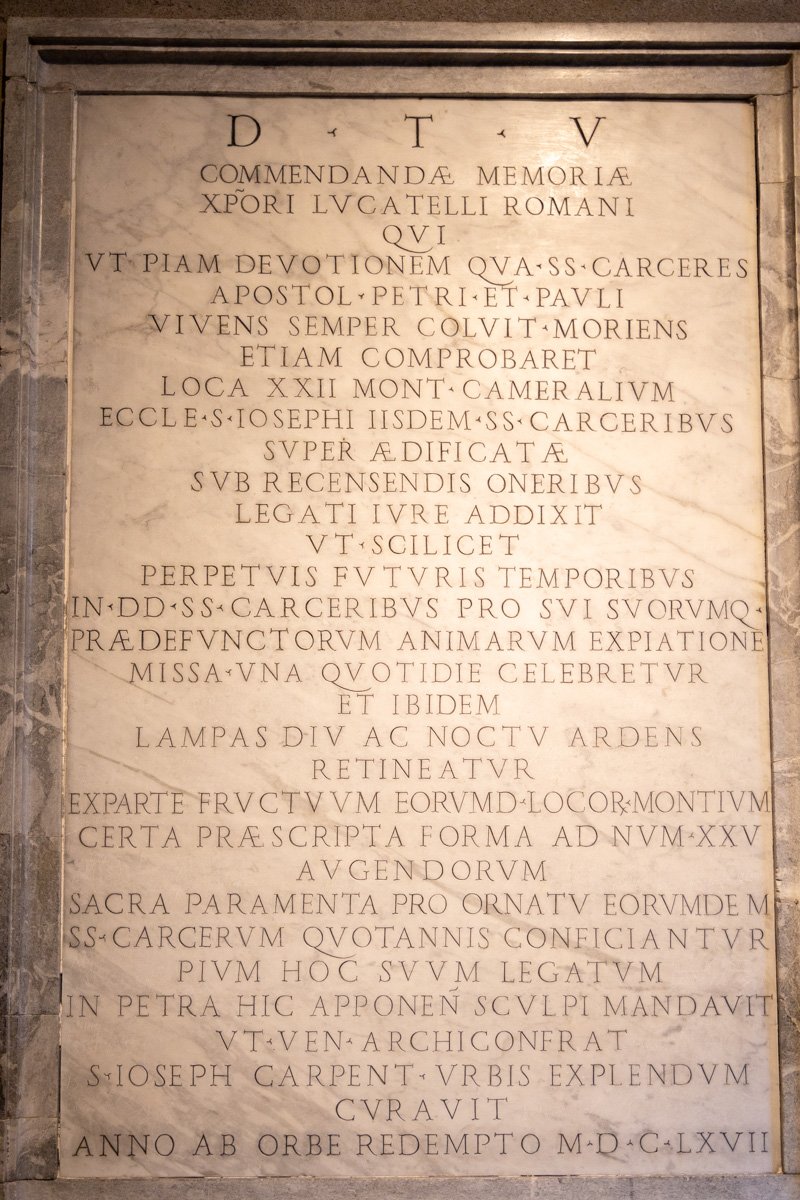 D · T · V
COMMENDANDÆ MEMORIÆ
XP̃ORI LVCATELLI ROMANI
QVI
VT PIAM DEVOTIONEM QVA·SS·CARCERES
APOSTOL·PETRI·ET·PAVLI
VIVENS SEMPER COLVIT·MORIENS
ETIAM COMPROBARET
LOCA XXII MONT·CAMERALIVM
ECCLE·S·IOSEPHI IISDEM·SS·CARCERIBVS
SVPER ÆDIFICATÆ
SVB RECENSENDIS ONERIBVS
LEGATI IVRE ADDIXIT
VT·SCILICET
PERPETVIS FVTVRIS TEMPORIBVS
IN·DD·SS·CARCERIBVS PRO SVI SVORVMQ·
PRÆDEFVNCTORVM ANIMARVM EXPIATIONE
MISSA·VNA QVOTIDIE CELEBRETVR
ET IBIDEM
LAMPAS DIV AC NOCTV ARDENS
RETINEATVR
EXPARTE FRVCTVVM EORVMD·LOCOR·MONTIVM
CERTA PRÆSCRIPTA FORMA AD NVM·XXV
AVGENDORVM
SACRA PARAMENTA PRO ORNATV EORVMDEM
SS·CARCERVM QVOTANNIS CONFICIANTVR
PIVM HOC SVVM LEGATVM
IN PETRA HIC APPONEN̄ SCVLPI MANDAVIT
VT·VEN·ARCHICONFRAT
S·IOSEPH CARPENT·VRBIS EXPLENDVM
CVRAVIT
ANNO AB ORBE REDEMPTO M·D·C·LXVII